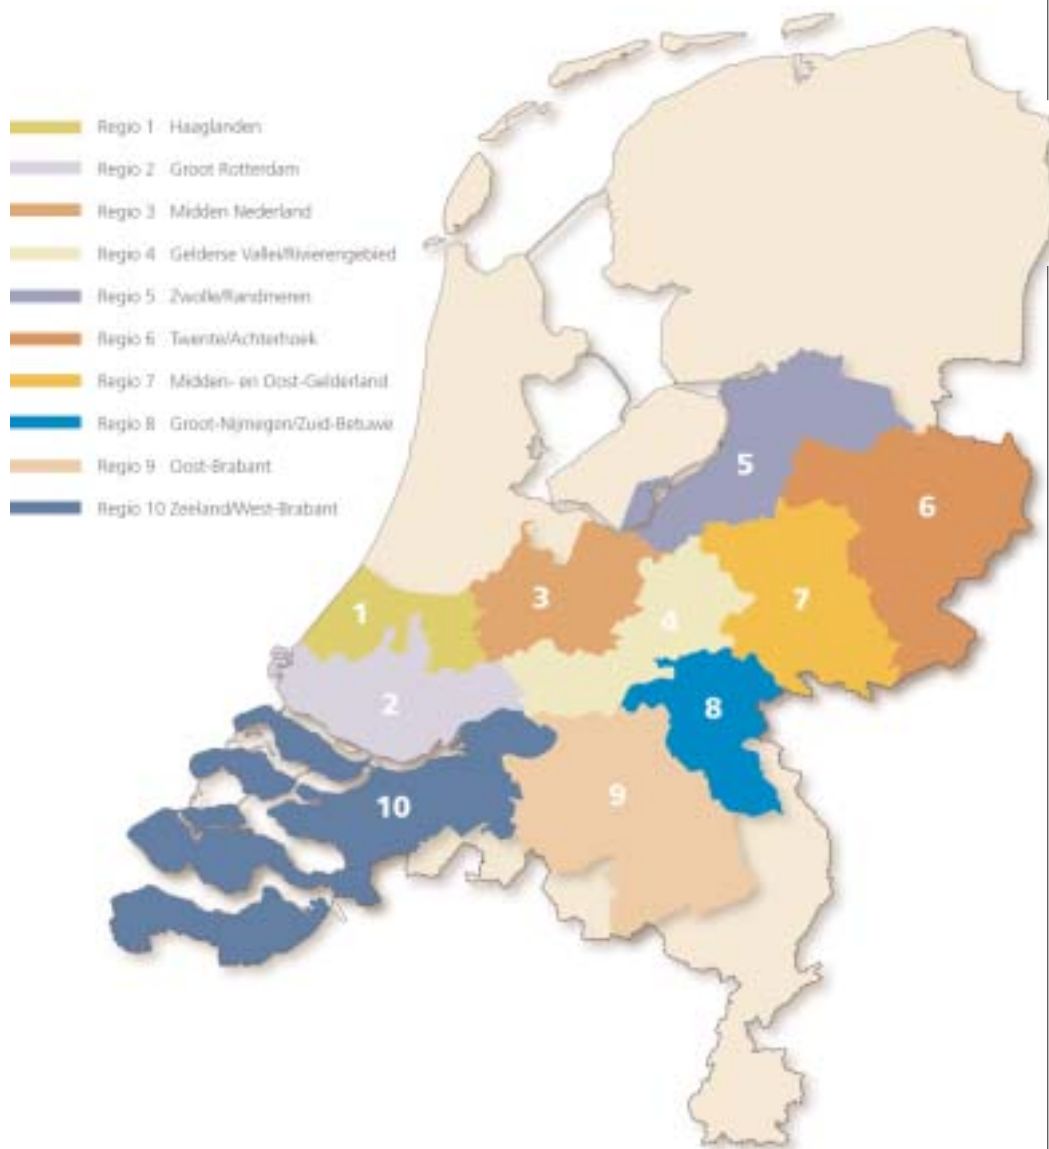 Regio 1 Haaglanden
Regio 2 Groot Rotterdam
Regio 3 Midden Nederland
Regio 4 Gelderse Vallei/Rivierengebied
Regio 5 Zwolle/Randmeren
Regio 6 Twente/Achterhoek
Regio 7 Midden- en Oost-Gelderland
Regio 8 Groot-Nijmegen/Zuid-Betuwe
Regio 9 Oost-Brabant
Regio 10 Zeeland/West-Brabant
5
6
3
7
1
4
2
8
9
10